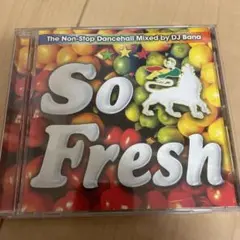 The Non-Stop Dancehall Mixed by DJ Bana
So
Fresh